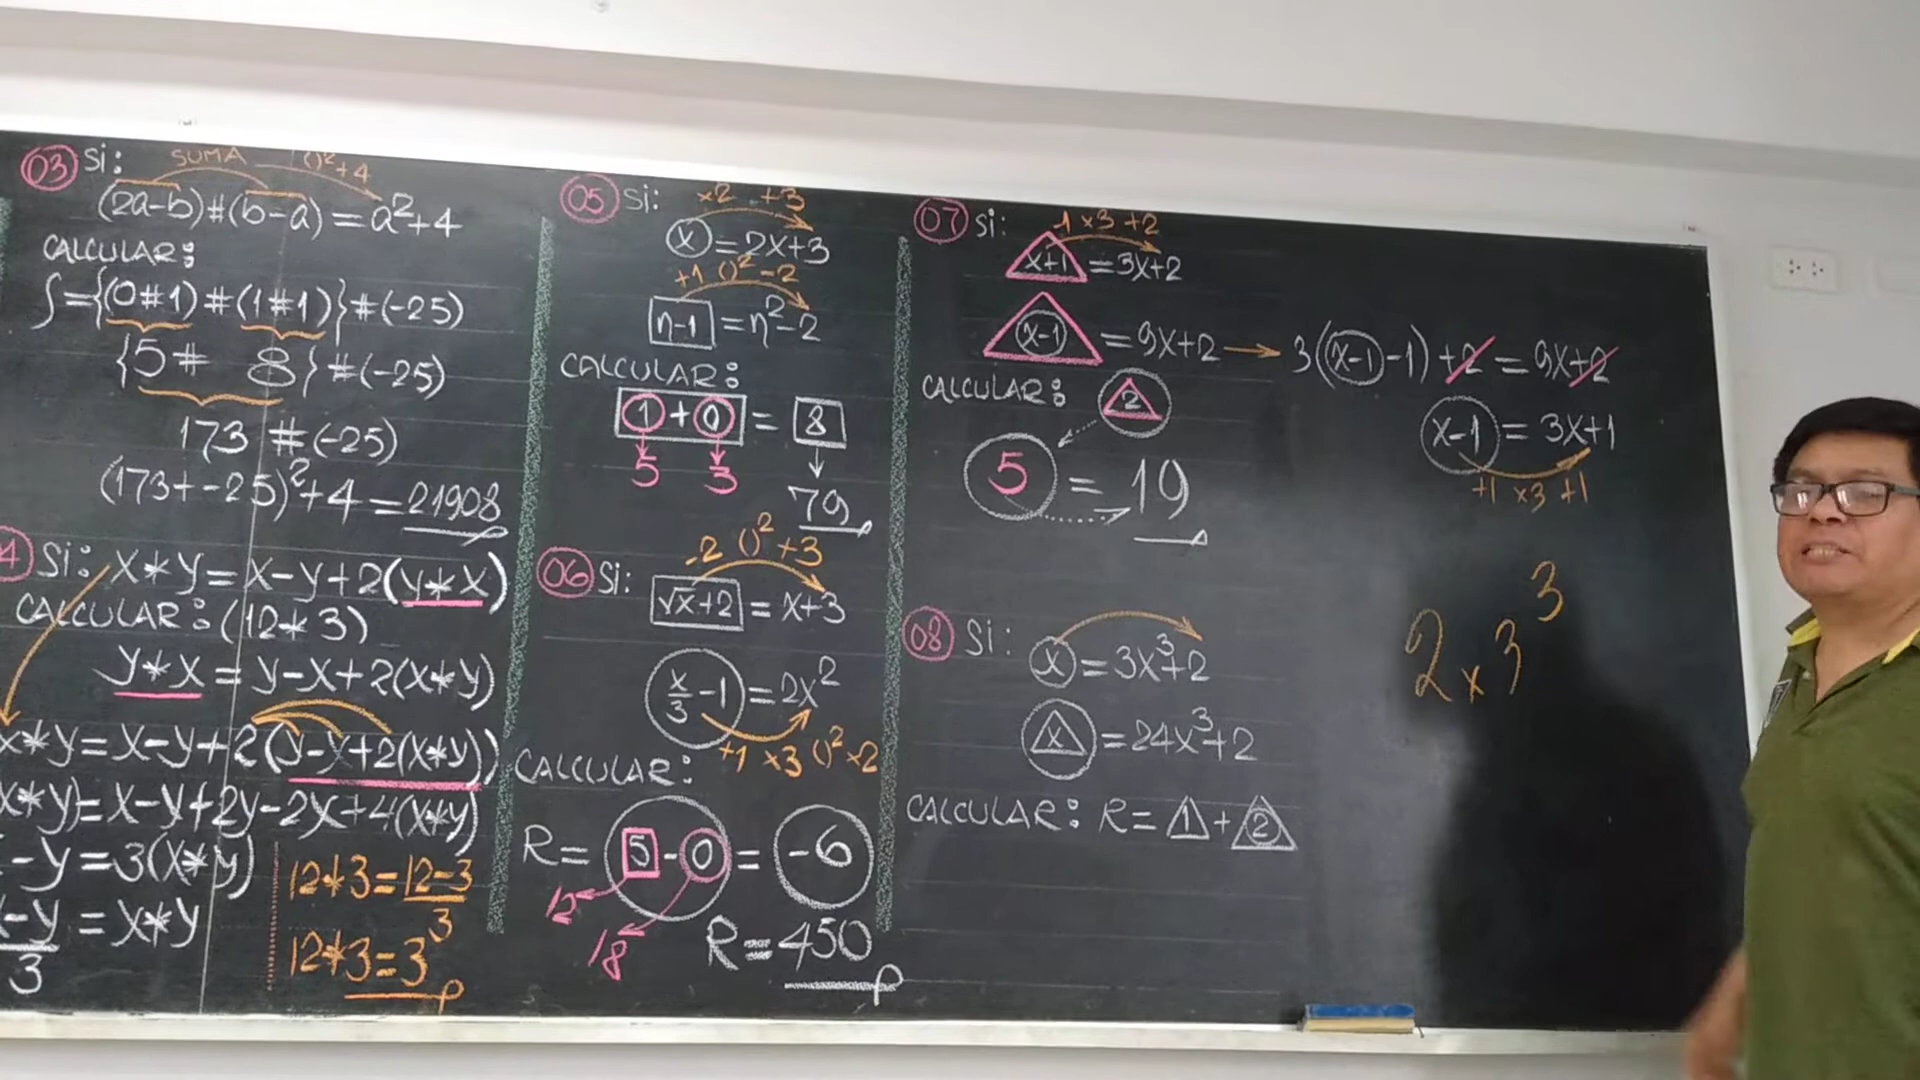 03 Si: SUMA ()²+4
(2a-b)#(b-a)=a²+4
CALCULAR:
S={(0#1)#(1#1)}#(-25)
{5# 8}#(-25)
173 #(-25)
(173+-25)²+4=21908
4 Si: x*y=x-y+2(y*x)
CALCULAR: (12*3)
y*x=y-x+2(x*y)
x*y=x-y+2(y-x+2(x*y))
x*y)=x-y+2y-2x+4(x*y)
-y=3(x*y)
x-y/3=x*y
12*3=12-3/3
12*3=3
05 Si: x2 +3
x=2x+3
+1 ()²-2
n-1=n²-2
CALCULAR:
1+0=8
5 3 79
06 Si: -2 ()²+3
√x+2=x+3
x/3-1=2x²
+1 x3 ()² x2
CALCULAR:
R=5-0=-6
12
18 R=450
07 Si: -1 x3 +2
x+1=3x+2
x-1=9x+2→3(x-1-1)+2=9x+2
x-1=3x+1
+1 x3 +1
CALCULAR: 2
5=19
2x3³
08 Si:
x=3x³+2
x=24x³+2
CALCULAR: R=1+2